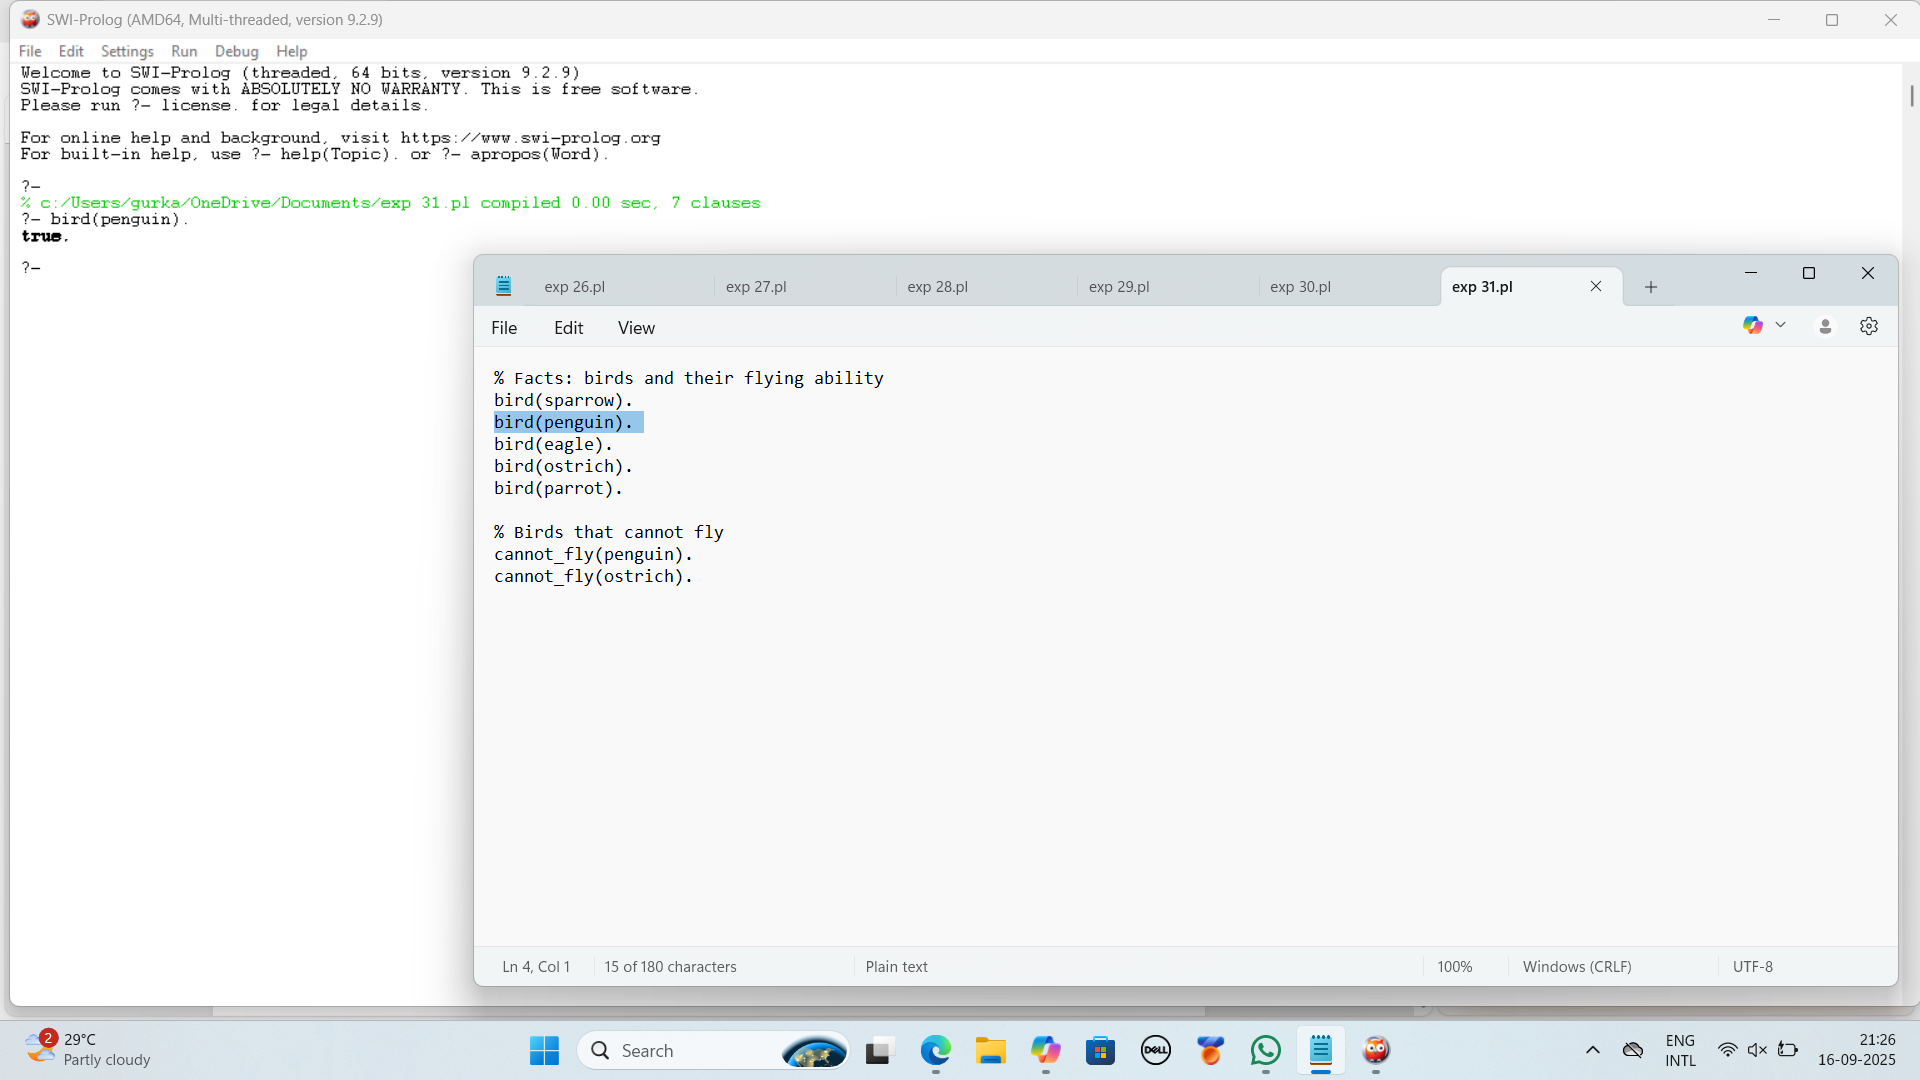 SWI-Prolog (AMD64, Multi-threaded, version 9.2.9)
File Edit Settings Run Debug Help
Welcome to SWI-Prolog (threaded, 64 bits, version 9.2.9)
SWI-Prolog comes with ABSOLUTELY NO WARRANTY. This is free software.
Please run ?- license. for legal details.
For online help and background, visit https://www.swi-prolog.org
For built-in help, use ?- help(Topic). or ?- apropos(Word).
?-
% c:/Users/gurka/OneDrive/Documents/exp 31.pl compiled 0.00 sec, 7 clauses
?- bird(penguin).
true.
?-
exp 26.pl exp 27.pl exp 28.pl exp 29.pl exp 30.pl exp 31.pl
File Edit View
% Facts: birds and their flying ability
bird(sparrow).
bird(penguin).
bird(eagle).
bird(ostrich).
bird(parrot).
% Birds that cannot fly
cannot_fly(penguin).
cannot_fly(ostrich).
Ln 4, Col 1 15 of 180 characters Plain text 100% Windows (CRLF) UTF-8
2
29°C
Partly cloudy
Search
DELL
ENG
INTL
21:26
16-09-2025